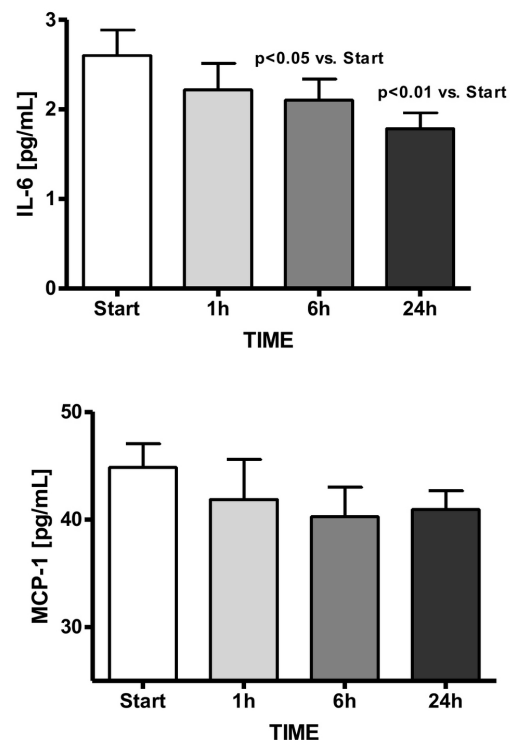 3
p<0.05 vs. Start
p<0.01 vs. Start
2
IL-6 [pg/mL]
1
0
Start 1h 6h 24h
TIME
50
40
MCP-1 [pg/mL]
30
Start 1h 6h 24h
TIME